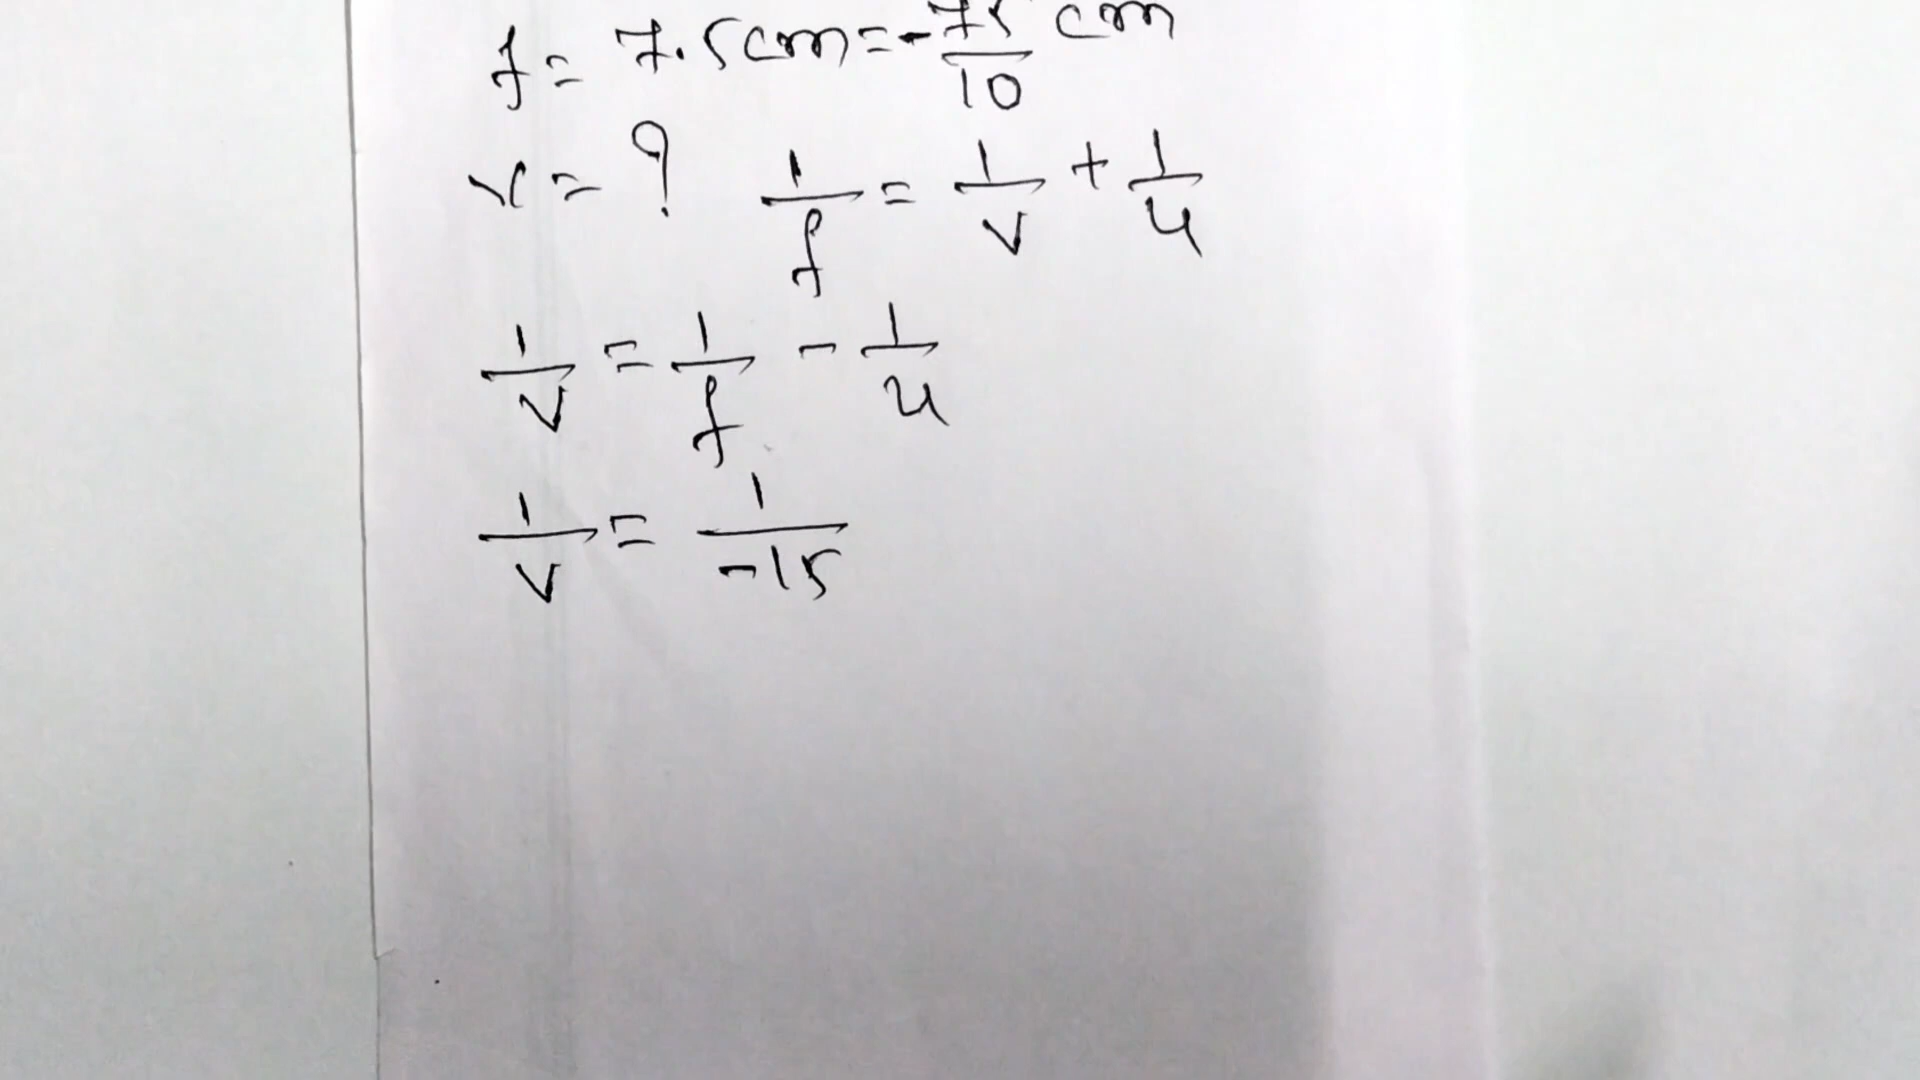 f = 7.5cm = -75/10 cm
v = ? 1/f = 1/v + 1/u
1/v = 1/f - 1/u
1/v = 1/-15